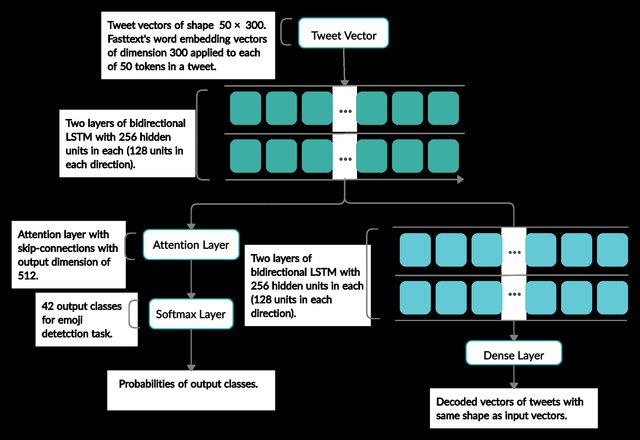 Tweet vectors of shape 50 × 300.
Fasttext's word embedding vectors
of dimension 300 applied to each
of 50 tokens in a tweet.
Tweet Vector
Two layers of bidirectional
LSTM with 256 hidden
units in each (128 units in
each direction).
Attention layer with
skip-connections with
output dimension of
512.
Attention Layer
Two layers of
bidirectional LSTM with
256 hidden units in each
(128 units in each
direction).
42 output classes
for emoji
detetction task.
Softmax Layer
Dense Layer
Probabilities of output classes.
Decoded vectors of tweets with
same shape as input vectors.